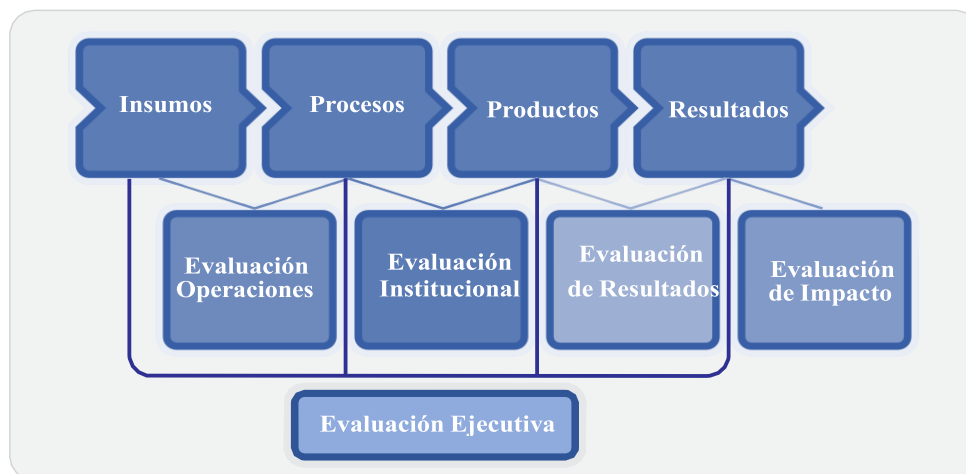 Insumos
Procesos
Productos
Resultados
Evaluación
Operaciones
Evaluación
Institucional
Evaluación
de Resultados
Evaluación
de Impacto
Evaluación Ejecutiva